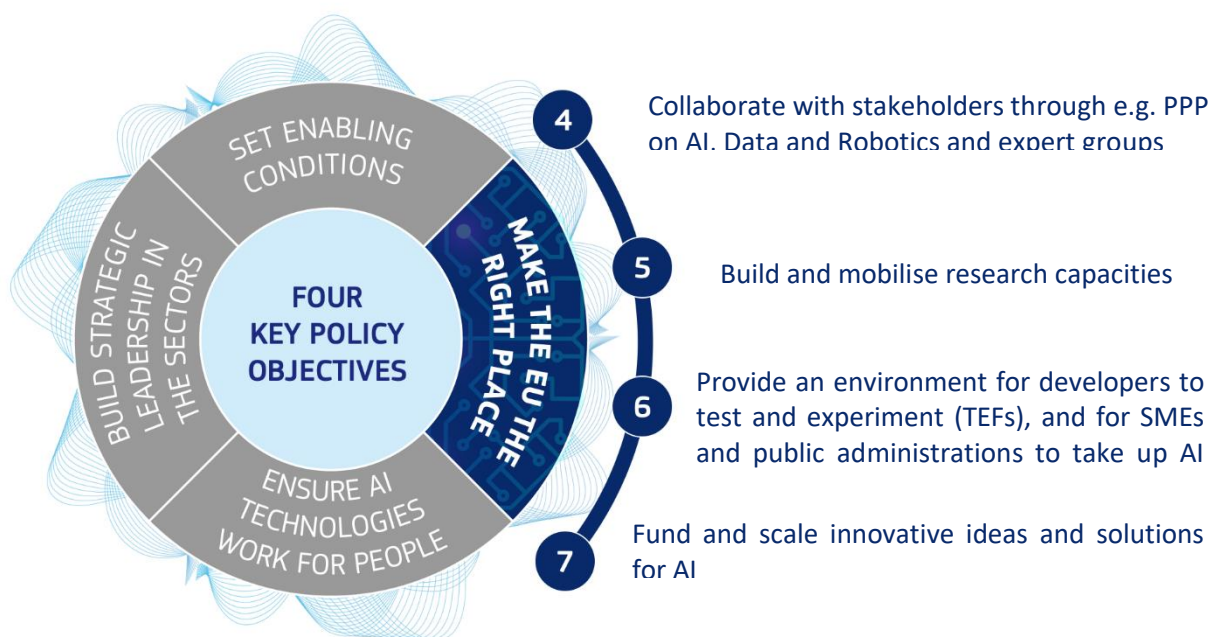 SET ENABLING
CONDITIONS
BUILD STRATEGIC
LEADERSHIP IN
THE SECTORS
FOUR
KEY POLICY
OBJECTIVES
MAKE THE EU THE
RIGHT PLACE
ENSURE AI
TECHNOLOGIES
WORK FOR PEOPLE
4
Collaborate with stakeholders through e.g. PPP
on AI, Data and Robotics and expert groups
5
Build and mobilise research capacities
6
Provide an environment for developers to
test and experiment (TEFs), and for SMEs
and public administrations to take up AI
7
Fund and scale innovative ideas and solutions
for AI